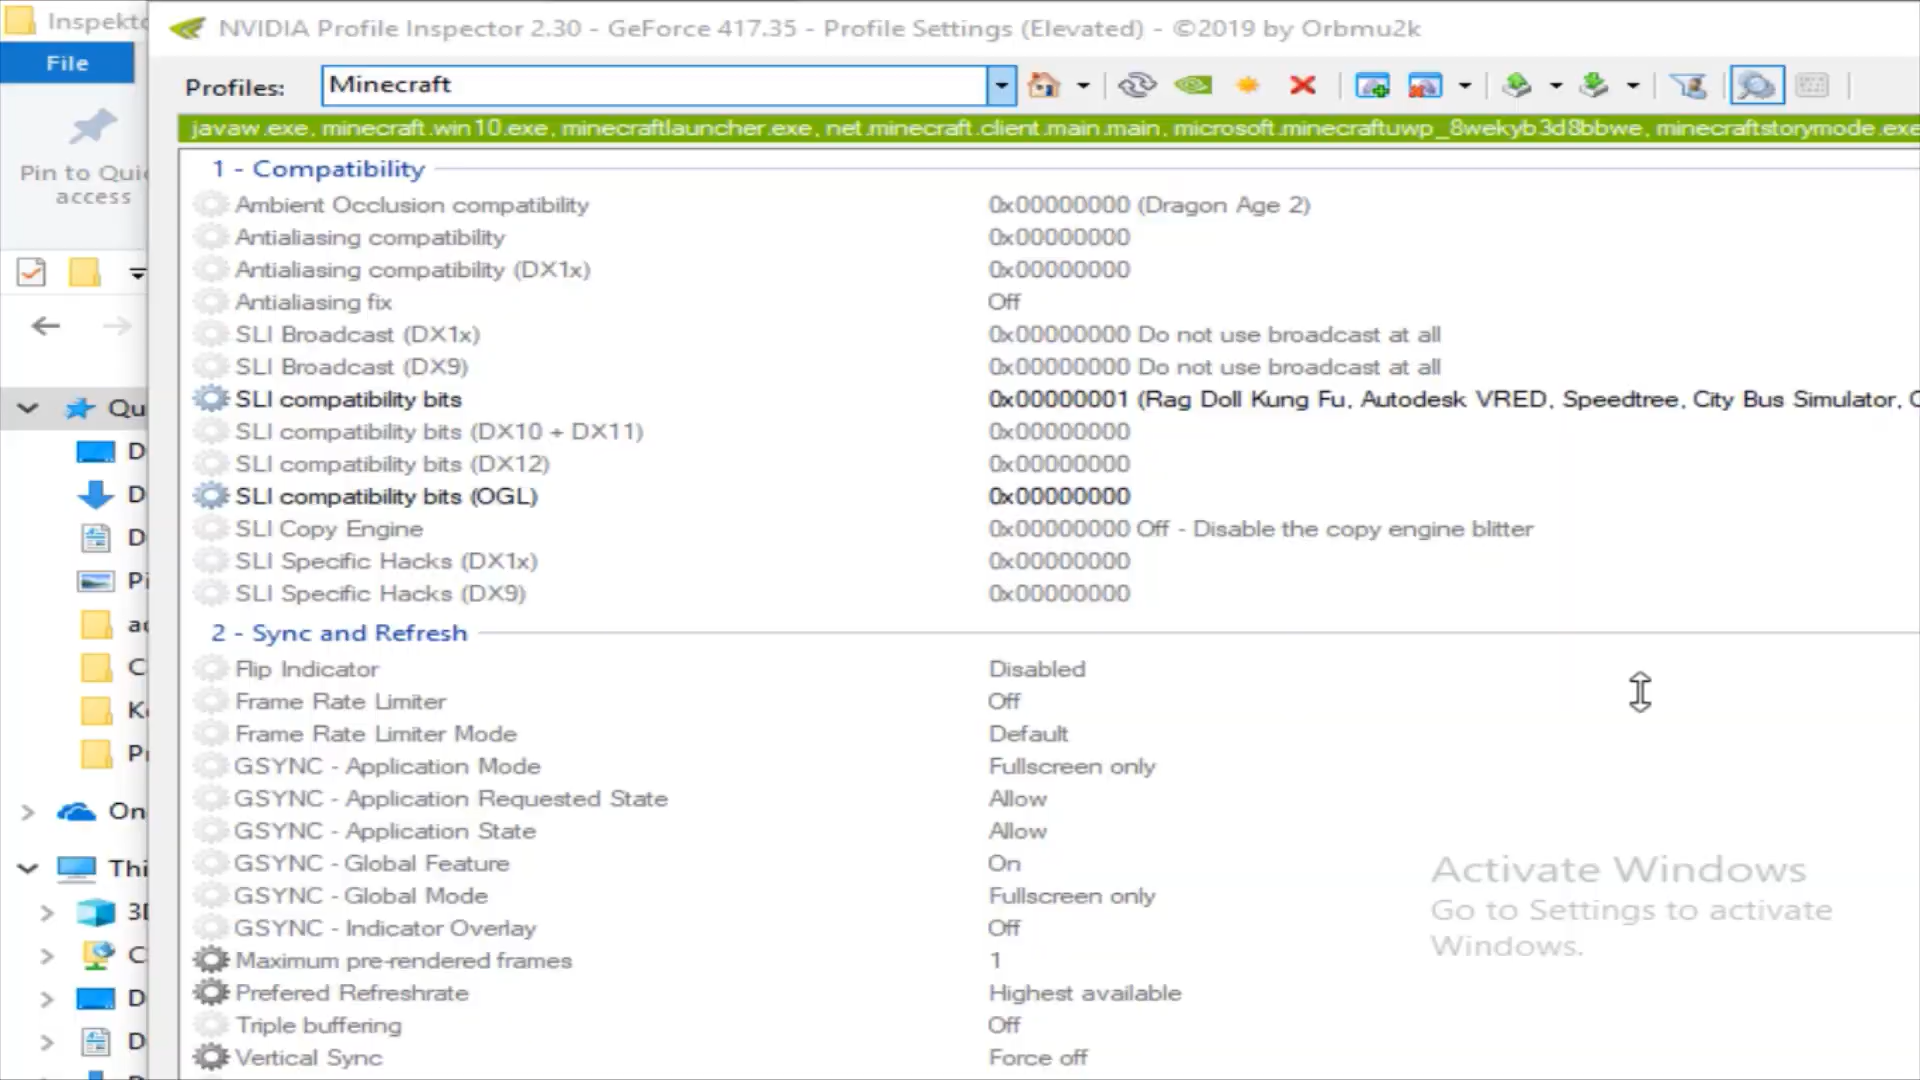 Inspekt
NVIDIA Profile Inspector 2.30 - GeForce 417.35 - Profile Settings (Elevated) - ©2019 by Orbmu2k
File
Profiles: Minecraft
javaw.exe, minecraft.win10.exe, minecraftlauncher.exe, net.minecraft.client.main.main, microsoft.minecraftuwp_8wekyb3d8bbwe, minecraftstorymode.exe
Pin to Qui
access
1 - Compatibility
Ambient Occlusion compatibility 0x00000000 (Dragon Age 2)
Antialiasing compatibility 0x00000000
Antialiasing compatibility (DX1x) 0x00000000
Antialiasing fix Off
SLI Broadcast (DX1x) 0x00000000 Do not use broadcast at all
SLI Broadcast (DX9) 0x00000000 Do not use broadcast at all
Qu
SLI compatibility bits 0x00000001 (Rag Doll Kung Fu, Autodesk VRED, Speedtree, City Bus Simulator,
SLI compatibility bits (DX10 + DX11) 0x00000000
D
SLI compatibility bits (DX12) 0x00000000
D
SLI compatibility bits (OGL) 0x00000000
SLI Copy Engine 0x00000000 Off - Disable the copy engine blitter
D
SLI Specific Hacks (DX1x) 0x00000000
Pi
SLI Specific Hacks (DX9) 0x00000000
2 - Sync and Refresh
C
Flip Indicator Disabled
Frame Rate Limiter Off
K
Frame Rate Limiter Mode Default
P
GSYNC - Application Mode Fullscreen only
GSYNC - Application Requested State Allow
On
GSYNC - Application State Allow
Thi
GSYNC - Global Feature On
GSYNC - Global Mode Fullscreen only
3D
GSYNC - Indicator Overlay Off
C
Maximum pre-rendered frames 1
D
Prefered Refreshrate Highest available
Triple buffering Off
D
Vertical Sync Force off
Activate Windows
Go to Settings to activate
Windows.